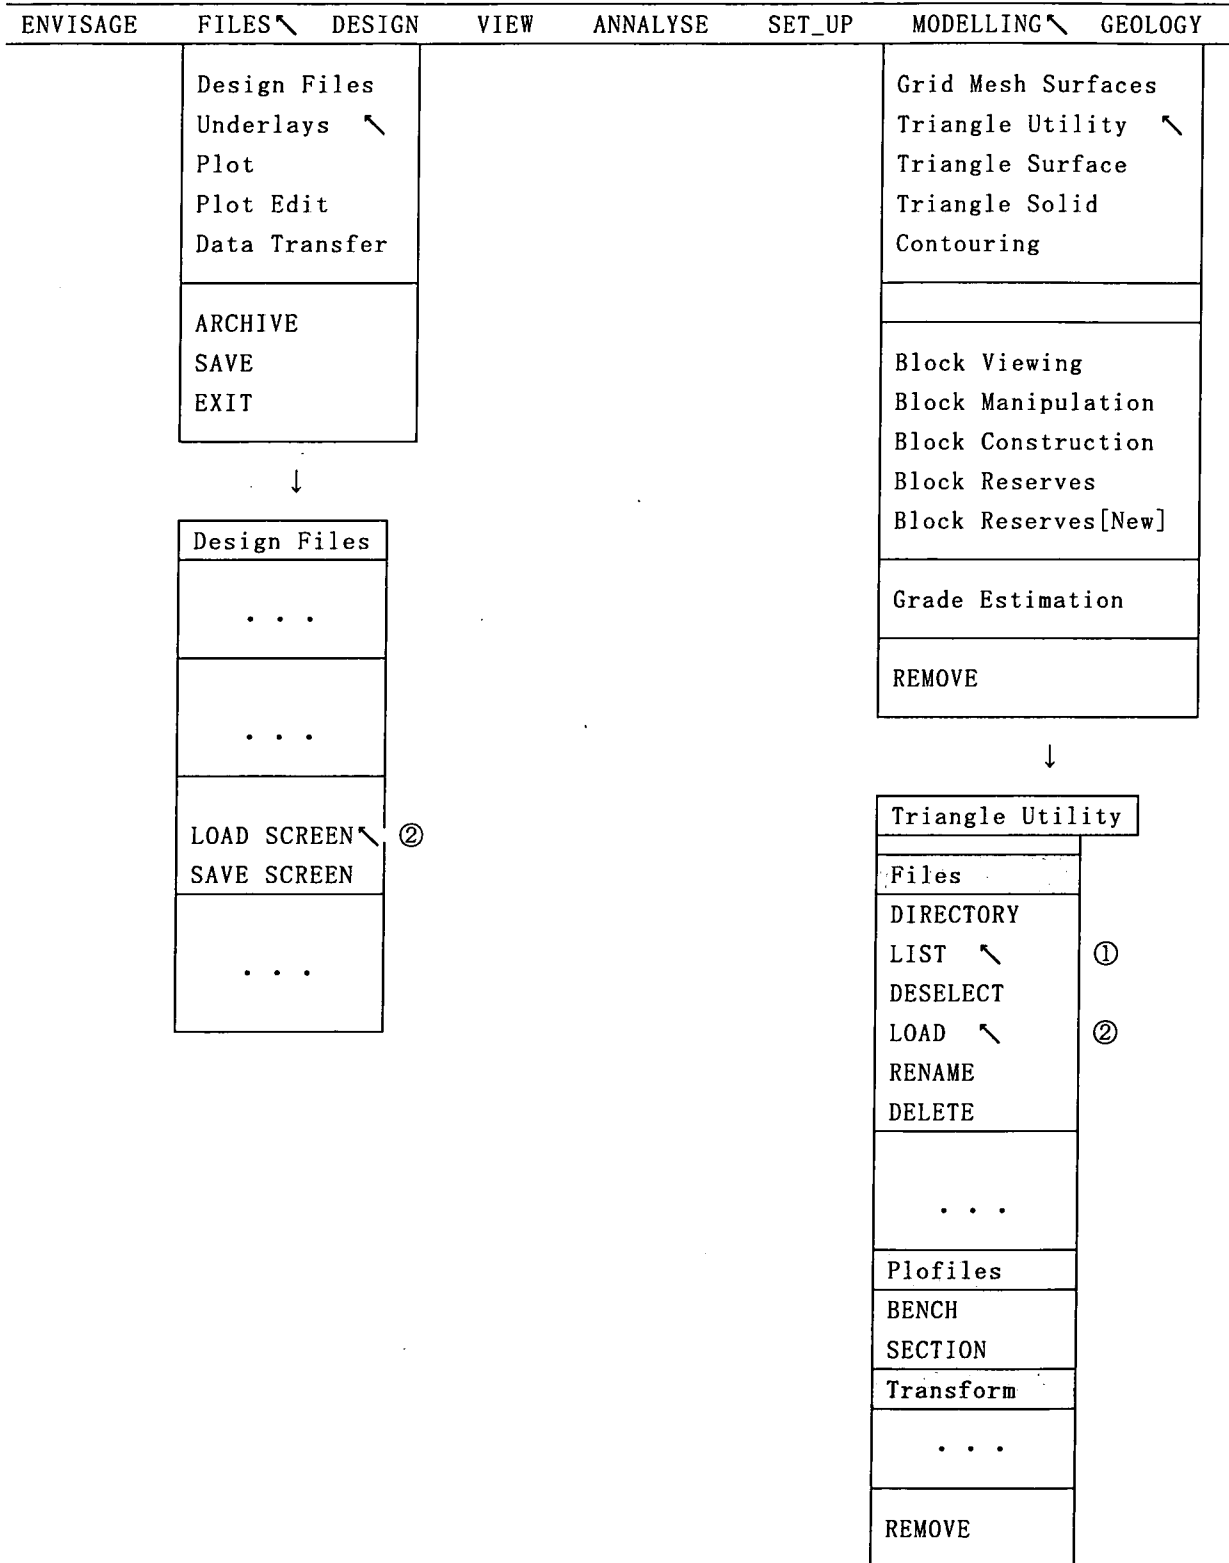 ENVISAGE FILES↖ DESIGN VIEW ANNALYSE SET_UP MODELLING↖ GEOLOGY
Design Files
Underlays ↖
Plot
Plot Edit
Data Transfer
ARCHIVE
SAVE
EXIT
↓
Design Files
. . .
. . .
LOAD SCREEN↖ ②
SAVE SCREEN
. . .
Grid Mesh Surfaces
Triangle Utility ↖
Triangle Surface
Triangle Solid
Contouring
Block Viewing
Block Manipulation
Block Construction
Block Reserves
Block Reserves[New]
Grade Estimation
REMOVE
↓
Triangle Utility
Files
DIRECTORY
LIST ↖ ①
DESELECT
LOAD ↖ ②
RENAME
DELETE
. . .
Plofiles
BENCH
SECTION
Transform
. . .
REMOVE